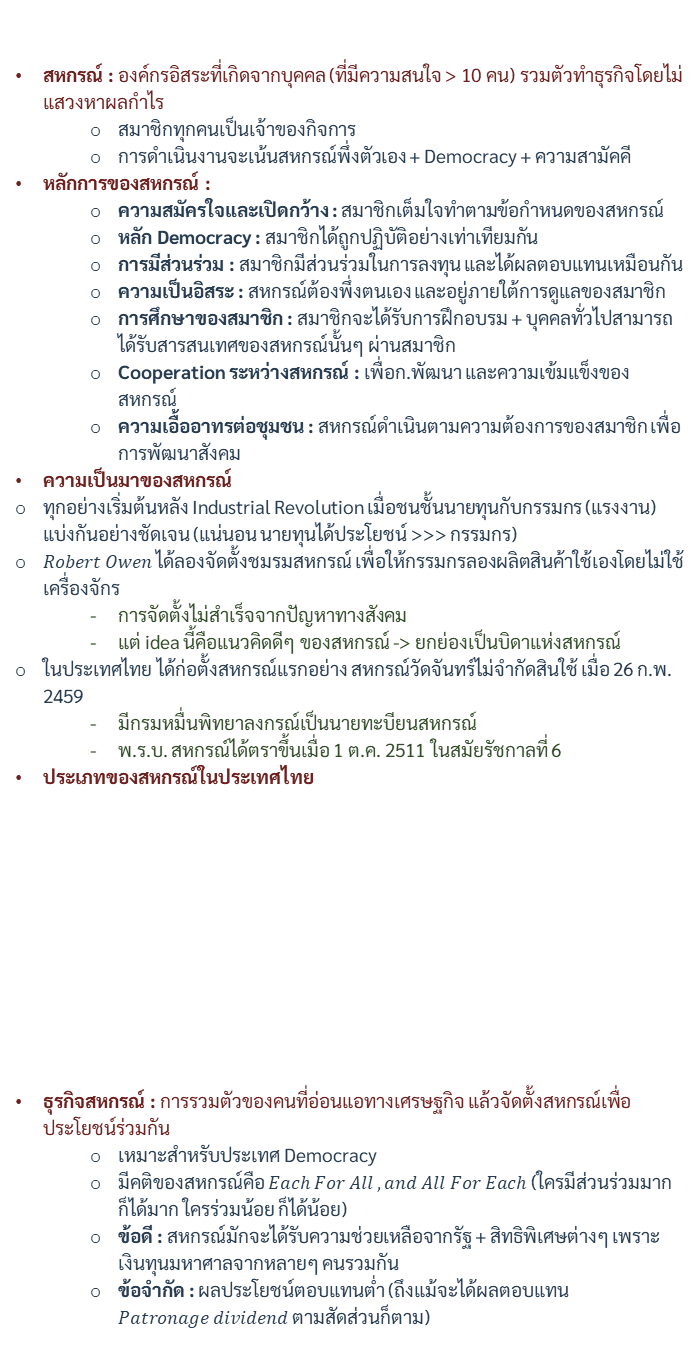 • สหกรณ์ : องค์กรอิสระที่เกิดจากบุคคล (ที่มีความสนใจ > 10 คน) รวมตัวทำธุรกิจโดยไม่
แสวงหาผลกำไร
o สมาชิกทุกคนเป็นเจ้าของกิจการ
o การดำเนินงานจะเน้นสหกรณ์พึ่งตัวเอง + Democracy + ความสามัคคี
• หลักการของสหกรณ์ :
o ความสมัครใจและเปิดกว้าง : สมาชิกเต็มใจทำตามข้อกำหนดของสหกรณ์
o หลัก Democracy : สมาชิกได้ถูกปฏิบัติอย่างเท่าเทียมกัน
o การมีส่วนร่วม : สมาชิกมีส่วนร่วมในการลงทุน และได้ผลตอบแทนเหมือนกัน
o ความเป็นอิสระ : สหกรณ์ต้องพึ่งตนเอง และอยู่ภายใต้การดูแลของสมาชิก
o การศึกษาของสมาชิก : สมาชิกจะได้รับการฝึกอบรม + บุคคลทั่วไปสามารถ
ได้รับสารสนเทศของสหกรณ์นั้นๆ ผ่านสมาชิก
o Cooperation ระหว่างสหกรณ์ : เพื่อก.พัฒนา และความเข้มแข็งของ
สหกรณ์
o ความเอื้ออาทรต่อชุมชน : สหกรณ์ดำเนินตามความต้องการของสมาชิก เพื่อ
การพัฒนาสังคม
• ความเป็นมาของสหกรณ์
o ทุกอย่างเริ่มต้นหลัง Industrial Revolution เมื่อชนชั้นนายทุนกับกรรมกร (แรงงาน)
แบ่งกันอย่างชัดเจน (แน่นอน นายทุนได้ประโยชน์ >>> กรรมกร)
o Robert Owen ได้ลองจัดตั้งชมรมสหกรณ์ เพื่อให้กรรมกรลองผลิตสินค้าใช้เองโดยไม่ใช้
เครื่องจักร
- การจัดตั้งไม่สำเร็จจากปัญหาทางสังคม
- แต่ idea นี้คือแนวคิดดีๆ ของสหกรณ์ -> ยกย่องเป็นบิดาแห่งสหกรณ์
o ในประเทศไทย ได้ก่อตั้งสหกรณ์แรกอย่าง สหกรณ์วัดจันทร์ไม่จำกัดสินใช้ เมื่อ 26 ก.พ.
2459
- มีกรมหมื่นพิทยาลงกรณ์เป็นนายทะบียนสหกรณ์
- พ.ร.บ. สหกรณ์ได้ตราขึ้นเมื่อ 1 ต.ค. 2511 ในสมัยรัชกาลที่ 6
• ประเภทของสหกรณ์ในประเทศไทย
• ธุรกิจสหกรณ์ : การรวมตัวของคนที่อ่อนแอทางเศรษฐกิจ แล้วจัดตั้งสหกรณ์เพื่อ
ประโยชน์ร่วมกัน
o เหมาะสำหรับประเทศ Democracy
o มีคติของสหกรณ์คือ Each For All , and All For Each (ใครมีส่วนร่วมมาก
ก็ได้มาก ใครร่วมน้อย ก็ได้น้อย)
o ข้อดี : สหกรณ์มักจะได้รับความช่วยเหลือจากรัฐ + สิทธิพิเศษต่างๆ เพราะ
เงินทุนมหาศาลจากหลายๆ คนรวมกัน
o ข้อจำกัด : ผลประโยชน์ตอบแทนต่ำ (ถึงแม้จะได้ผลตอบแทน
Patronage dividend ตามสัดส่วนก็ตาม)